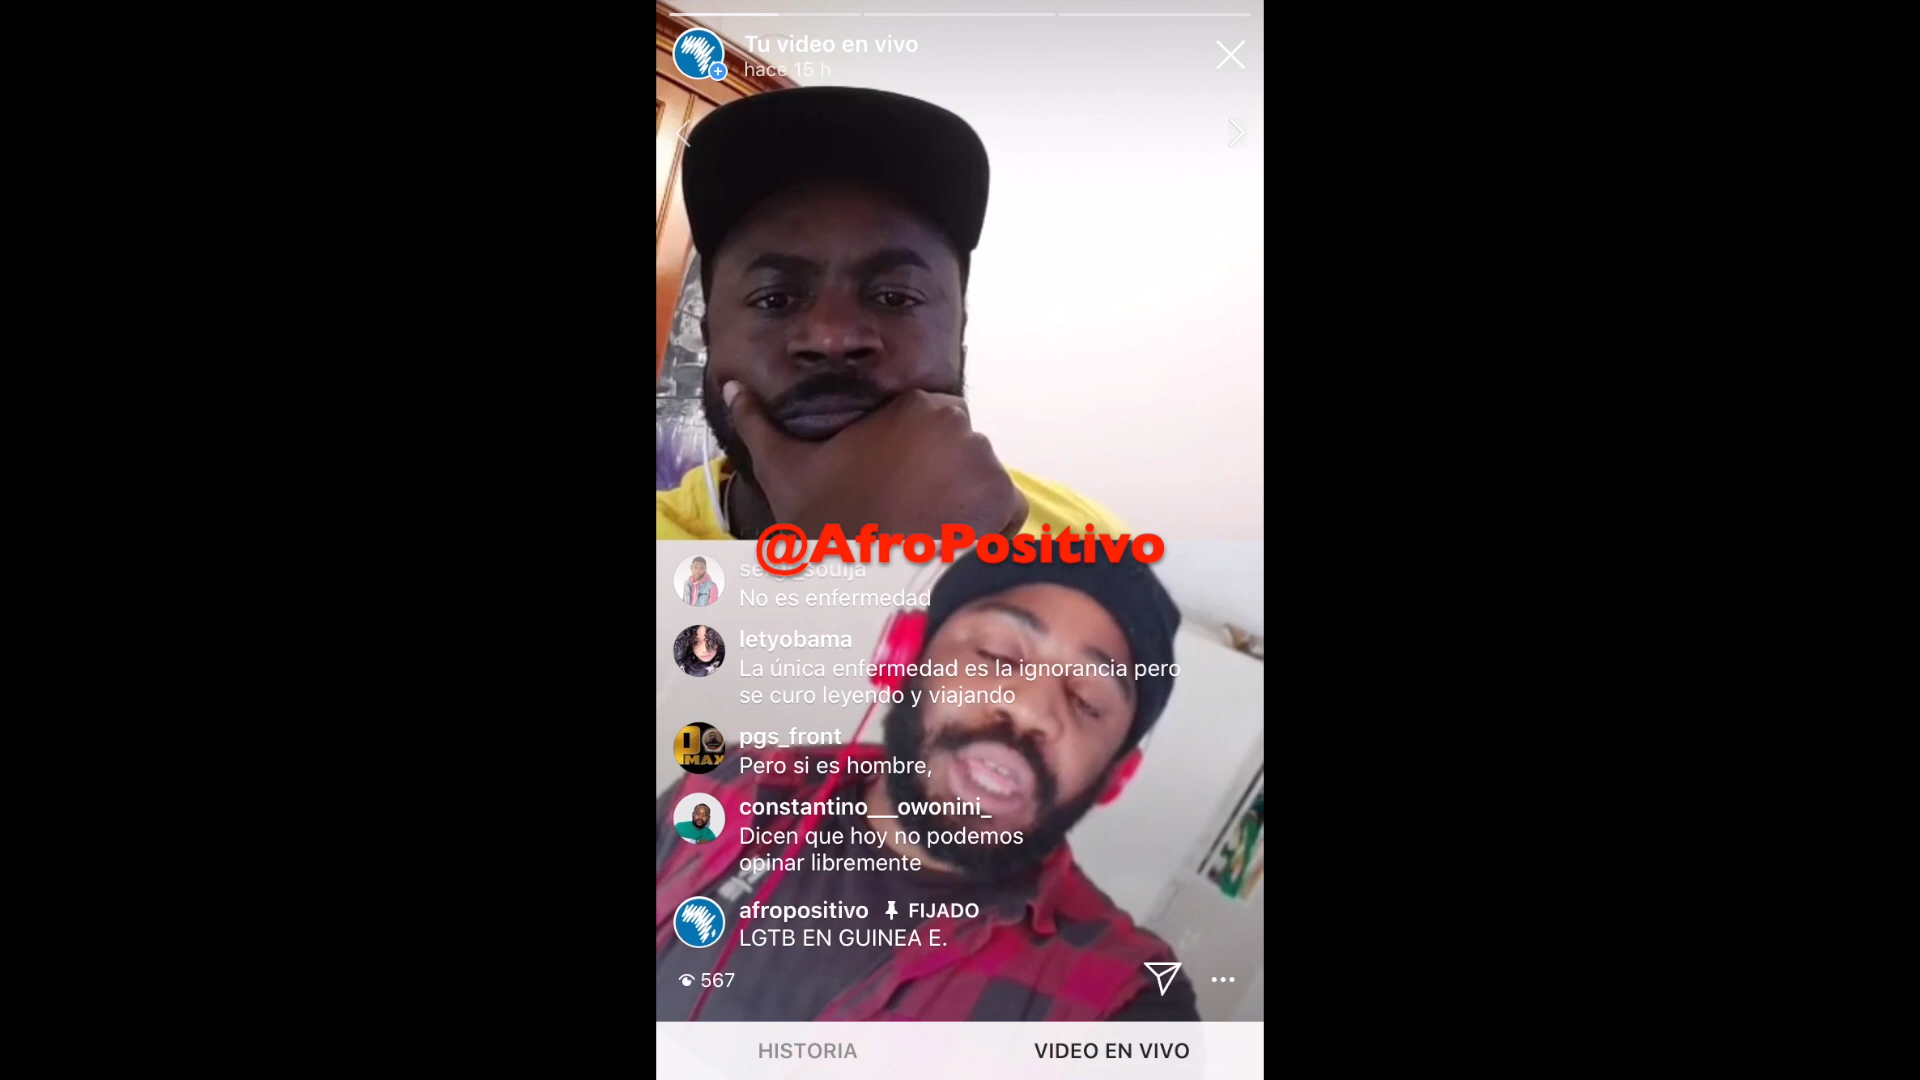 Tu video en vivo
hace 15 h
@AfroPositivo
No es enfermedad
letyobama
La única enfermedad es la ignorancia pero
se curo leyendo y viajando
pgs_front
Pero si es hombre,
constantino___owonini_
Dicen que hoy no podemos
opinar libremente
afropositivo FIJADO
LGTB EN GUINEA E.
567
HISTORIA
VIDEO EN VIVO